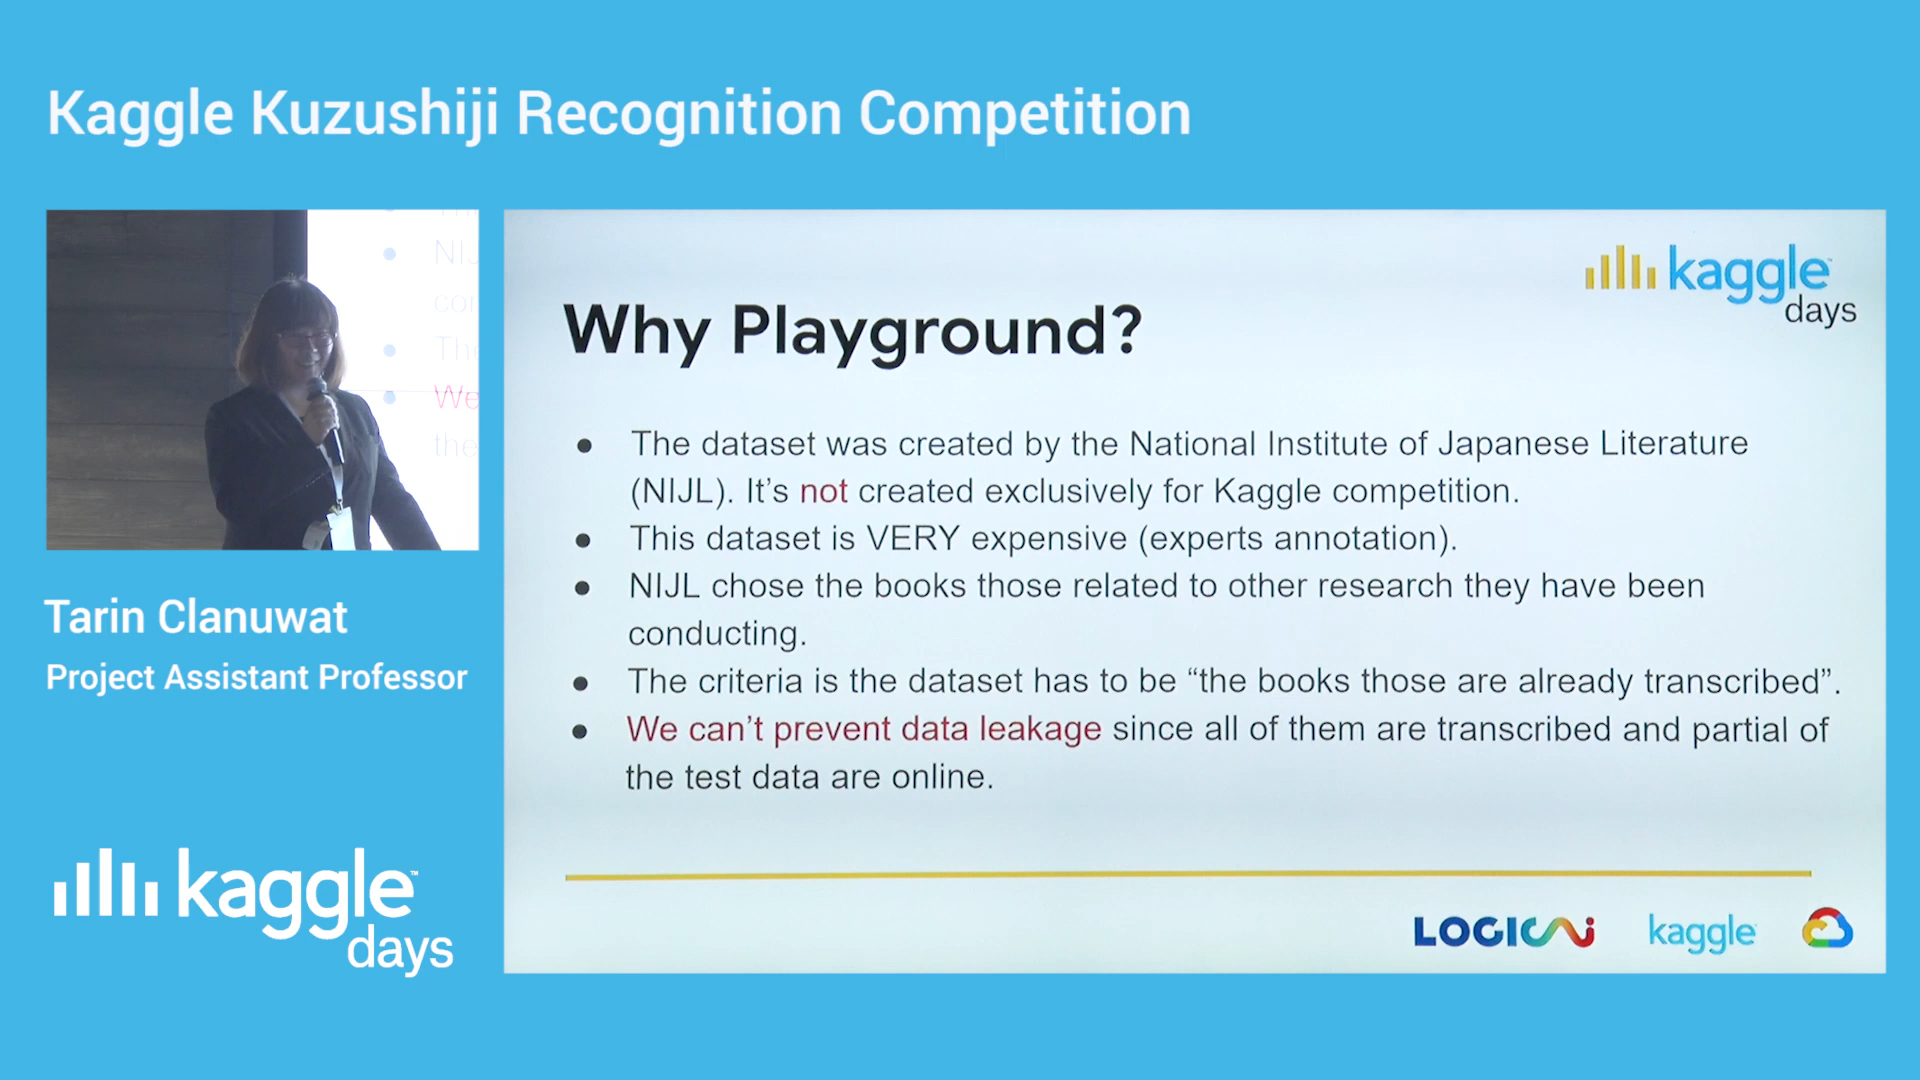 Kaggle Kuzushiji Recognition Competition
NIJ
The
We
the
Tarin Clanuwat
Project Assistant Professor
kaggle
days
kaggle
days
Why Playground?
● The dataset was created by the National Institute of Japanese Literature
(NIJL). It’s not created exclusively for Kaggle competition.
● This dataset is VERY expensive (experts annotation).
● NIJL chose the books those related to other research they have been
conducting.
● The criteria is the dataset has to be “the books those are already transcribed”.
● We can’t prevent data leakage since all of them are transcribed and partial of
the test data are online.
LOGICAI
kaggle